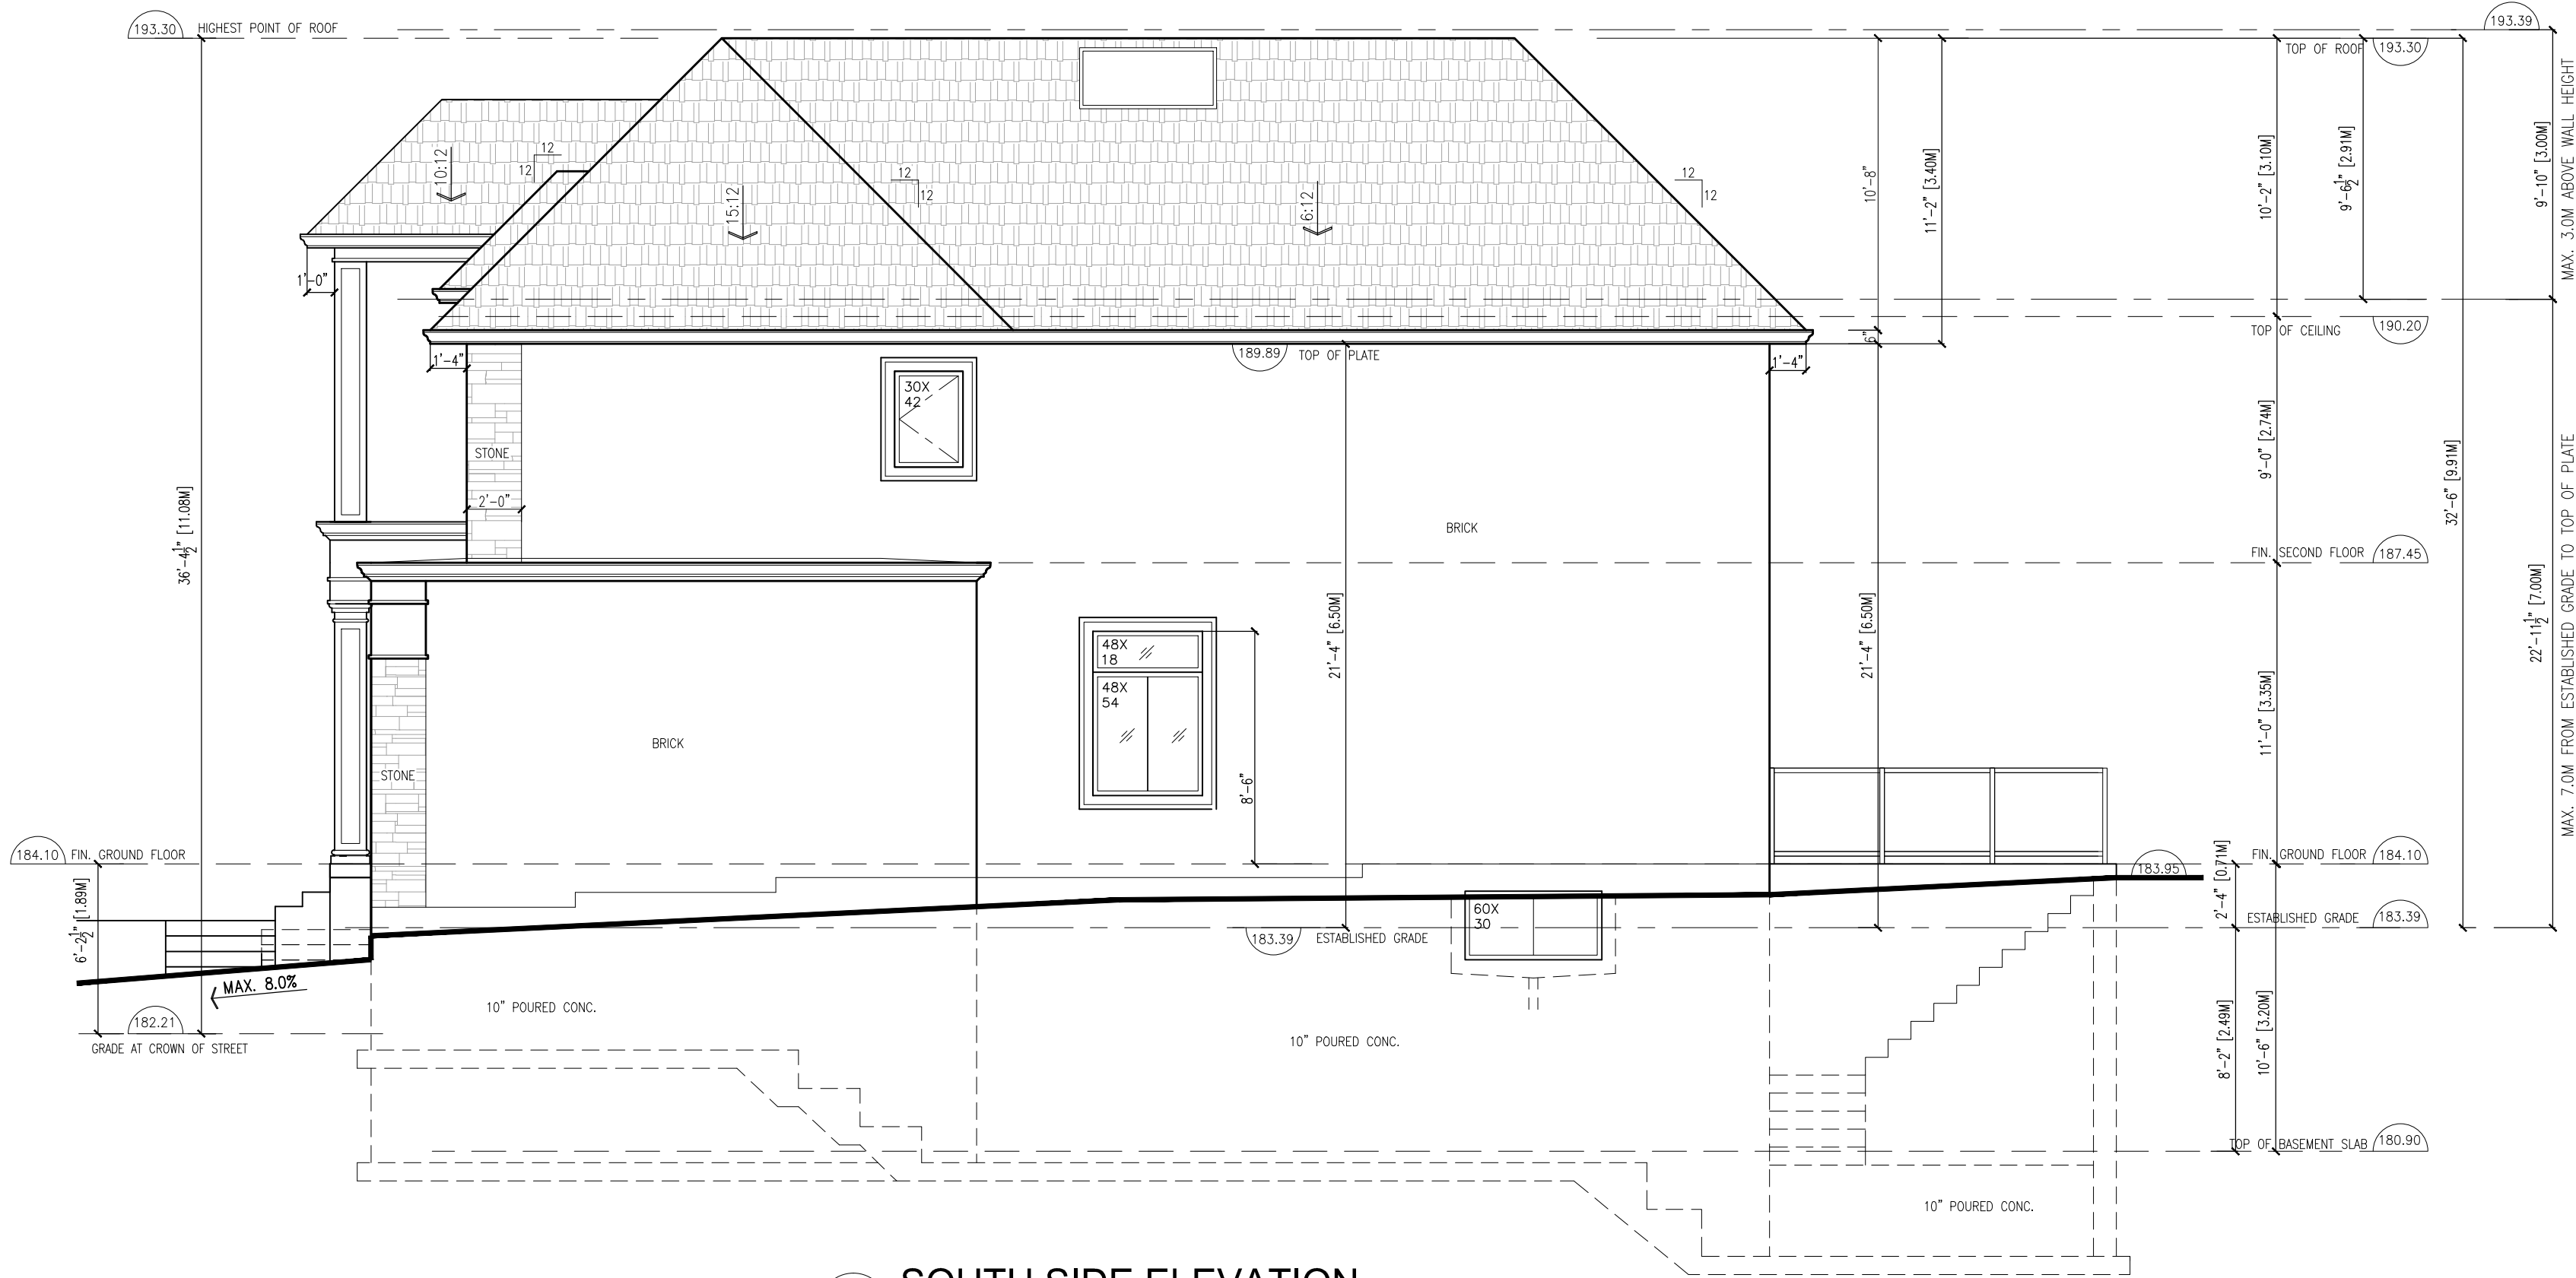 193.30 HIGHEST POINT OF ROOF
193.39
TOP OF ROOF 193.30
MAX. 3.0M ABOVE WALL HEIGHT
9'-10" [3.00M]
9'-6½" [2.91M]
10'-2" [3.10M]
11'-2" [3.40M]
10'-8"
6"
10:12
12
12
15:12
12
12
6:12
12
12
1'-0"
TOP OF CEILING 190.20
1'-4"
189.89 TOP OF PLATE
1'-4"
30X
42
STONE
2'-0"
BRICK
9'-0" [2.74M]
32'-6" [9.91M]
MAX. 7.0M FROM ESTABLISHED GRADE TO TOP OF PLATE
22'-11½" [7.00M]
36'-4½" [11.08M]
FIN. SECOND FLOOR 187.45
21'-4" [6.50M]
21'-4" [6.50M]
48X
18
48X
54
11'-0" [3.35M]
BRICK
STONE
8'-6"
184.10 FIN. GROUND FLOOR
FIN. GROUND FLOOR 184.10
183.95
2'-4" [0.71M]
6'-2½" [1.89M]
60X
30
ESTABLISHED GRADE 183.39
183.39 ESTABLISHED GRADE
MAX. 8.0%
182.21
GRADE AT CROWN OF STREET
10" POURED CONC.
10" POURED CONC.
8'-2" [2.49M]
10'-6" [3.20M]
TOP OF BASEMENT SLAB 180.90
10" POURED CONC.
SOUTH SIDE ELEVATION